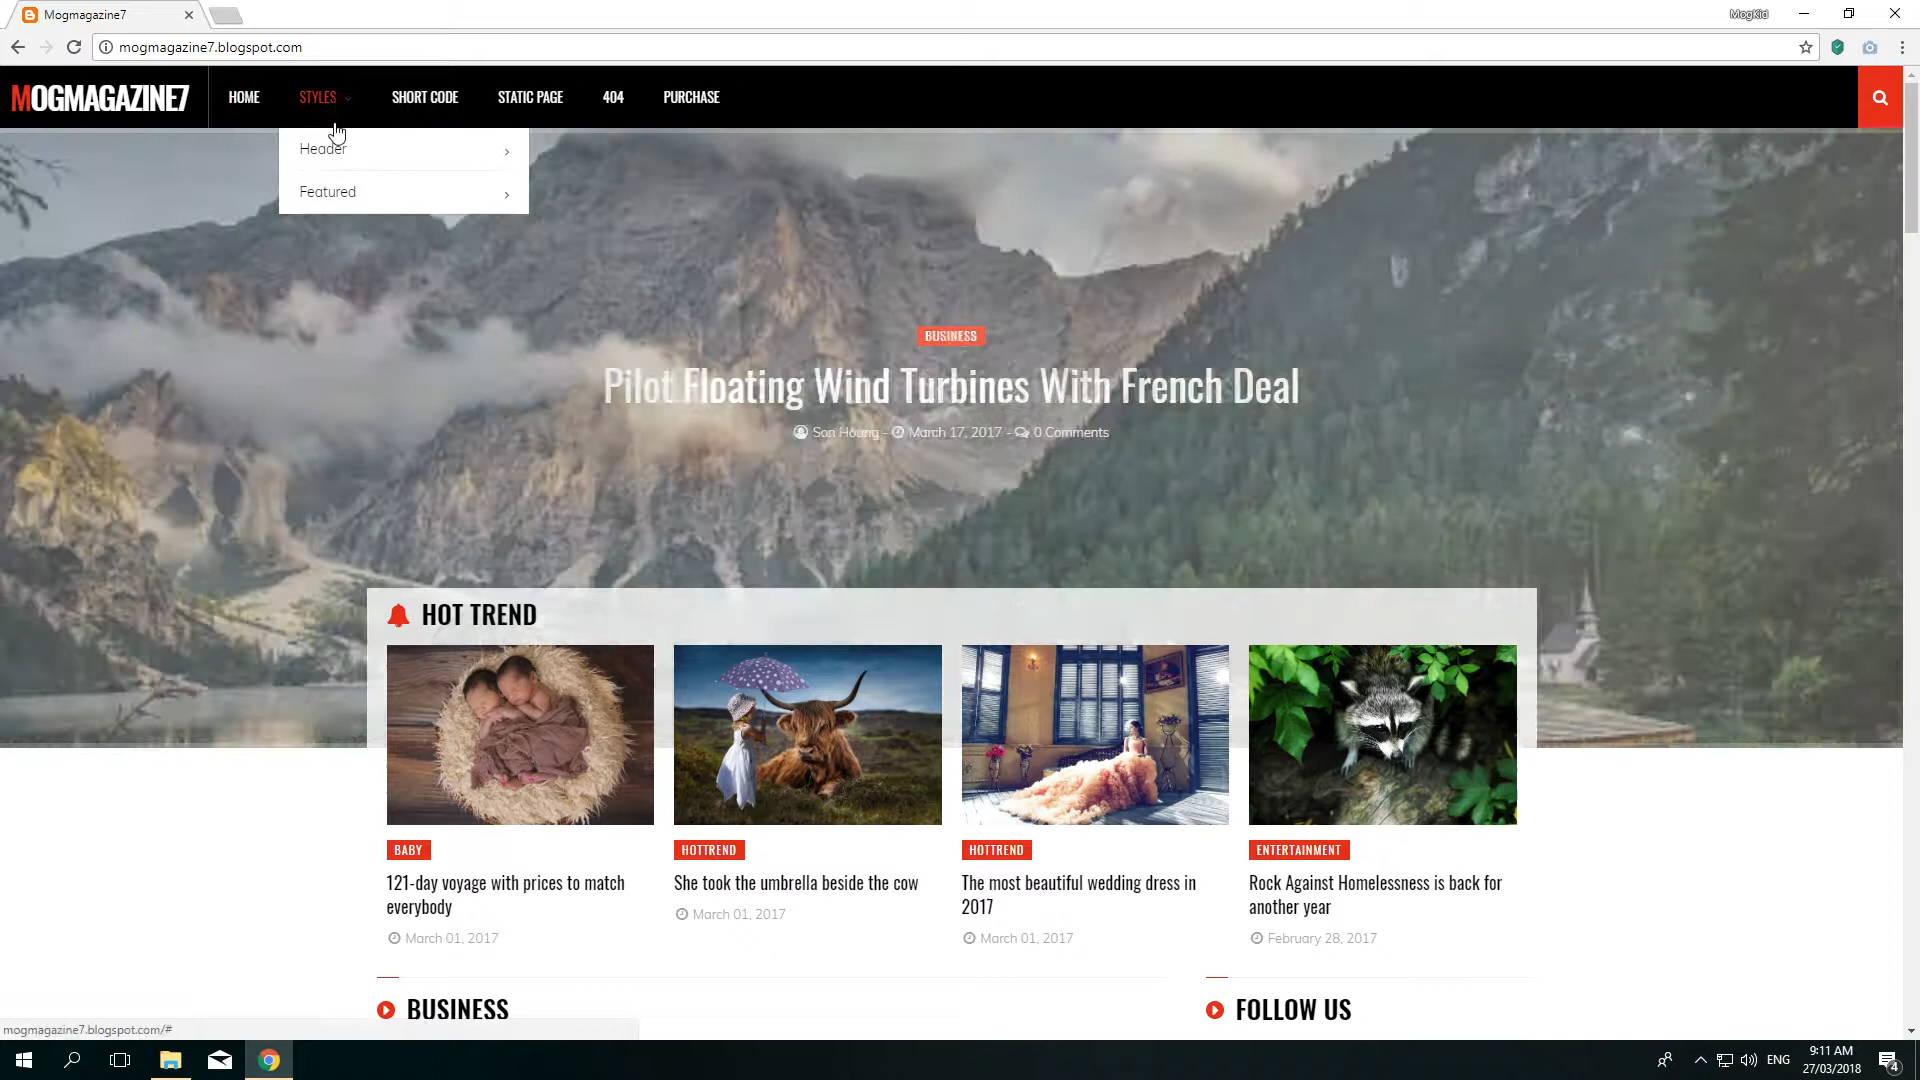 Mogmagazine7
MogKid
mogmagazine7.blogspot.com
MOGMAGAZINE7
HOME
STYLES
SHORT CODE
STATIC PAGE
404
PURCHASE
Header
Featured
BUSINESS
Pilot Floating Wind Turbines With French Deal
Son Hoang - March 17, 2017 - 0 Comments
HOT TREND
BABY
121-day voyage with prices to match
everybody
March 01, 2017
HOTTREND
She took the umbrella beside the cow
March 01, 2017
HOTTREND
The most beautiful wedding dress in
2017
March 01, 2017
ENTERTAINMENT
Rock Against Homelessness is back for
another year
February 28, 2017
BUSINESS
FOLLOW US
mogmagazine7.blogspot.com/#
ENG
9:11 AM
27/03/2018
4